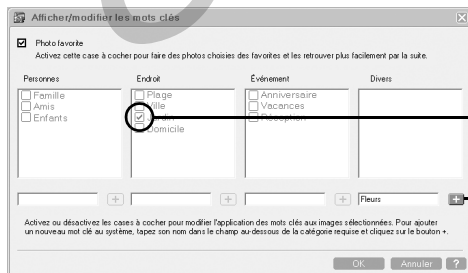 Afficher/modifier les mots clés
Photo favorite
Activez cette case à cocher pour faire des photos choisies des favorites et les retrouver plus facilement par la suite.
Personnes Endroit Événement Divers
Famille Plage Anniversaire
Amis Ville Vacances
Enfants Jardin Réception
Domicile
+ + + Fleurs +
Activez ou désactivez les cases à cocher pour modifier l'application des mots clés aux images sélectionnées. Pour ajouter
un nouveau mot clé au système, tapez son nom dans le champ au-dessous de la catégorie requise et cliquez sur le bouton +.
OK Annuler ?